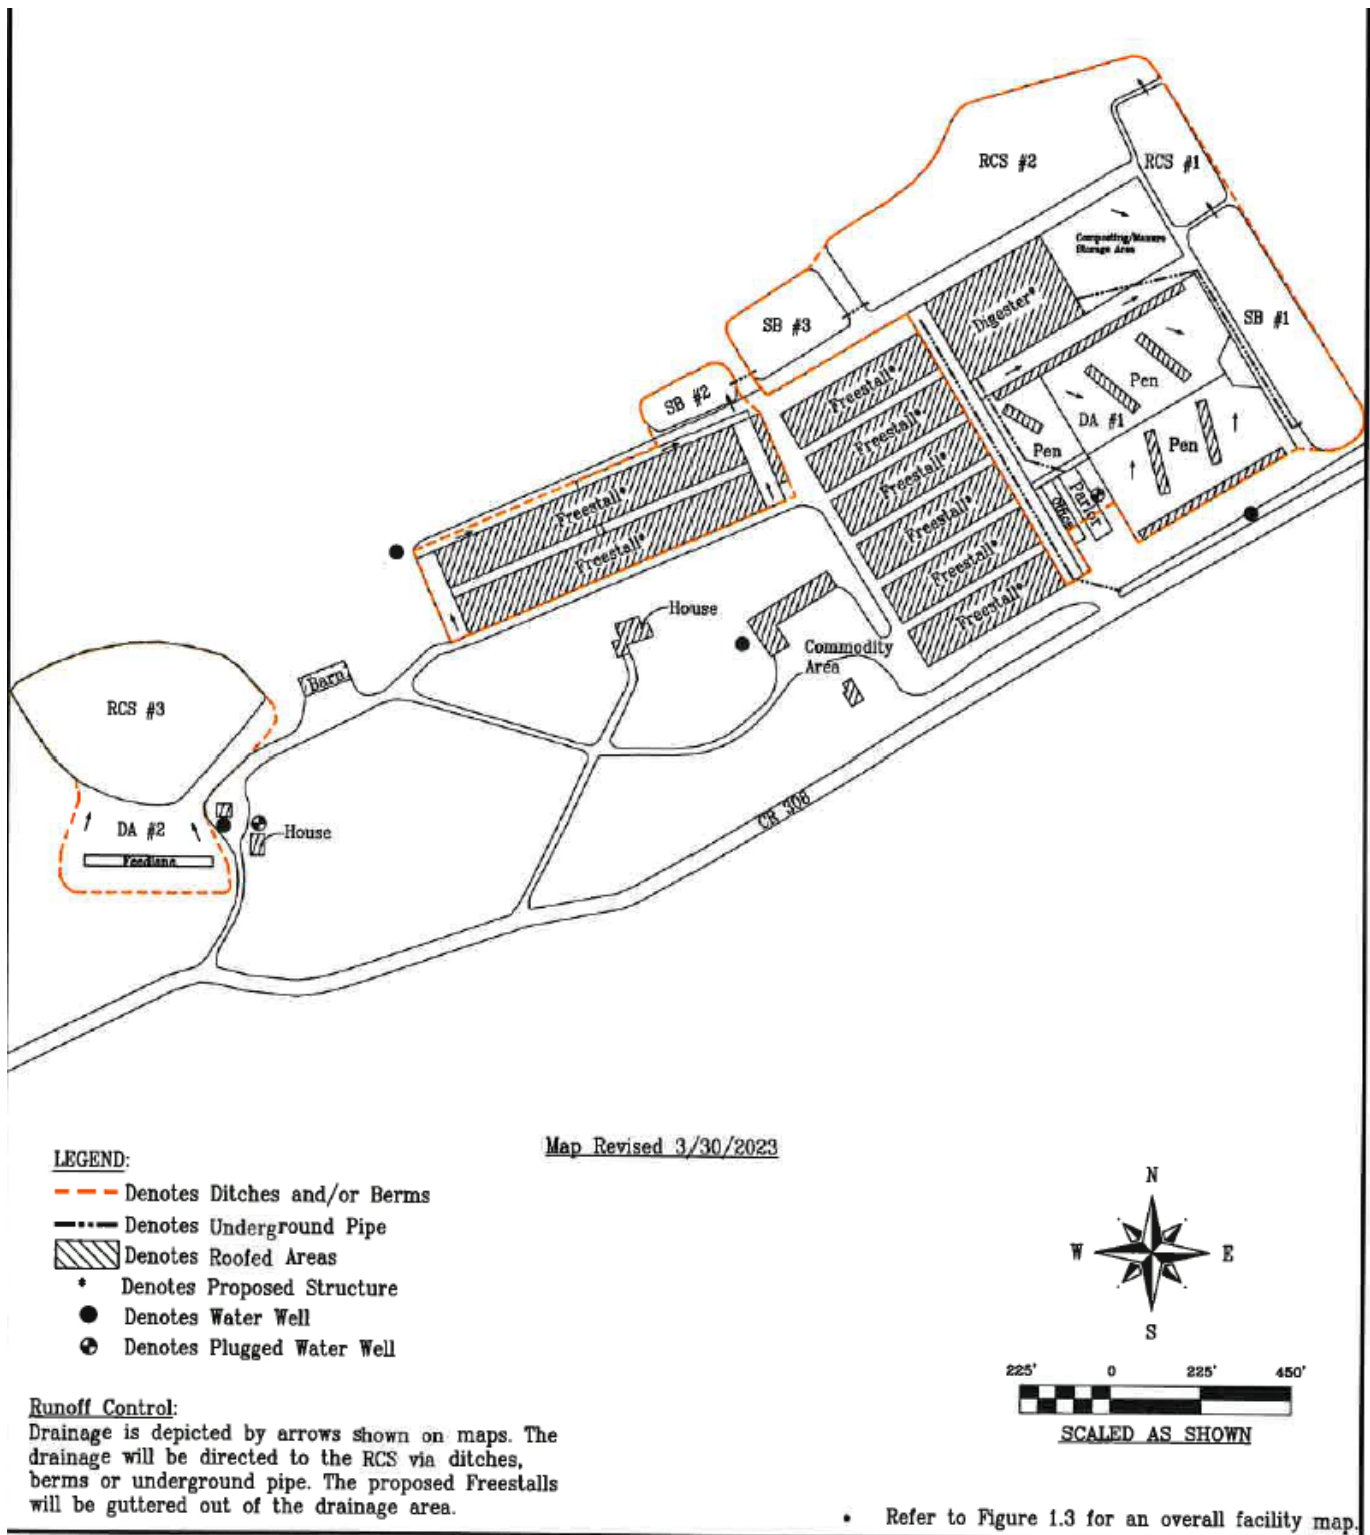 RCS #2
RCS #1
Composting/Manure
Storage Area
Digester*
SB #3
SB #1
Freestall*
Pen
SB #2
Freestall*
DA #1
Pen
Pen
Freestall*
Parlor
Office
Freestall*
Freestall*
Freestall*
Freestall*
Freestall*
House
Commodity
Area
Barn
RCS #3
CR 308
DA #2
House
Feedlane
Map Revised 3/30/2023
LEGEND:
Denotes Ditches and/or Berms
Denotes Underground Pipe
Denotes Roofed Areas
* Denotes Proposed Structure
Denotes Water Well
Denotes Plugged Water Well
N
W E
S
225' 0 225' 450'
SCALED AS SHOWN
Runoff Control:
Drainage is depicted by arrows shown on maps. The
drainage will be directed to the RCS via ditches,
berms or underground pipe. The proposed Freestalls
will be guttered out of the drainage area.
• Refer to Figure 1.3 for an overall facility map.